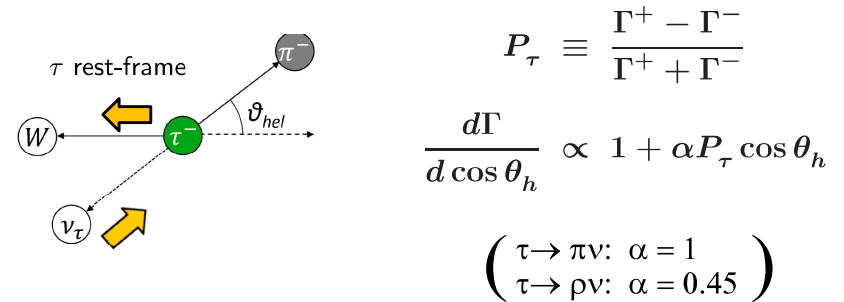 τ rest-frame
π⁻
W
τ⁻
ϑ_hel
ν_τ
P_τ ≡ (Γ⁺ − Γ⁻) / (Γ⁺ + Γ⁻)
dΓ / (d cos θ_h) ∝ 1 + αP_τ cos θ_h
τ→ πν: α = 1
τ→ ρν: α = 0.45